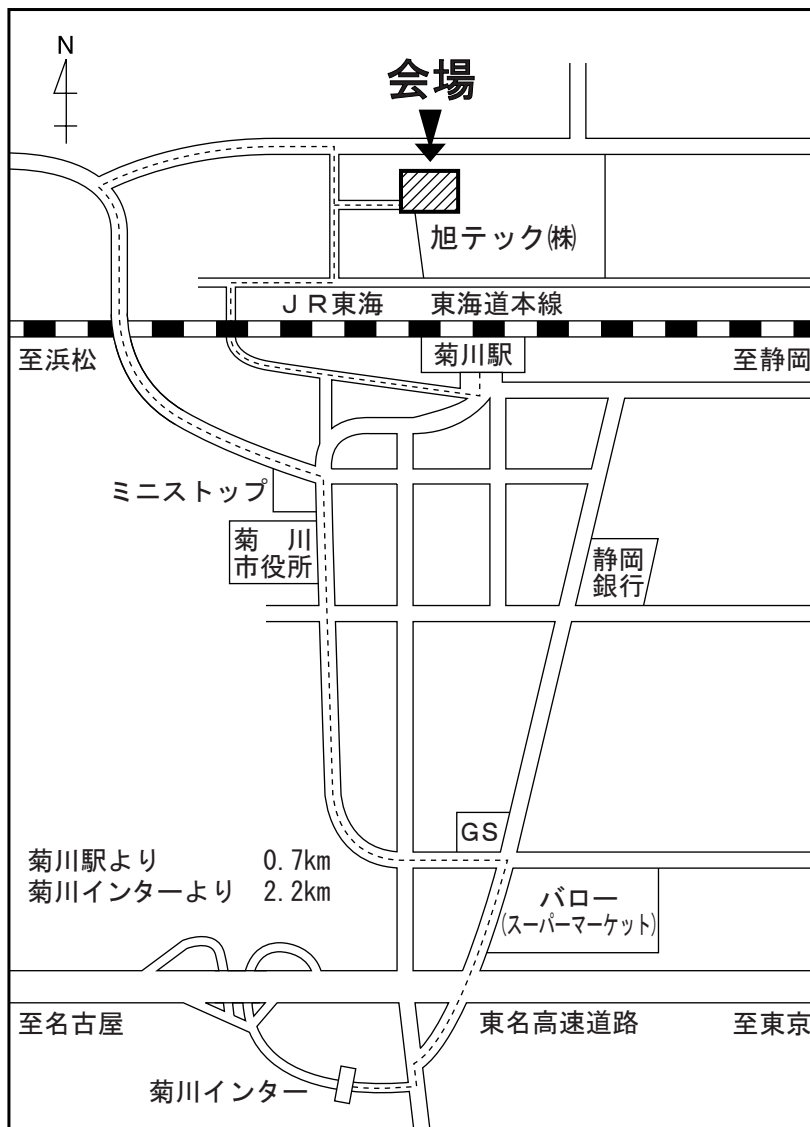 N
会場
旭テック㈱
ＪＲ東海　東海道本線
至浜松
菊川駅
至静岡
ミニストップ
菊　川
市役所
静岡
銀行
GS
菊川駅より　0.7km
菊川インターより　2.2km
バロー
(スーパーマーケット)
至名古屋
東名高速道路
至東京
菊川インター